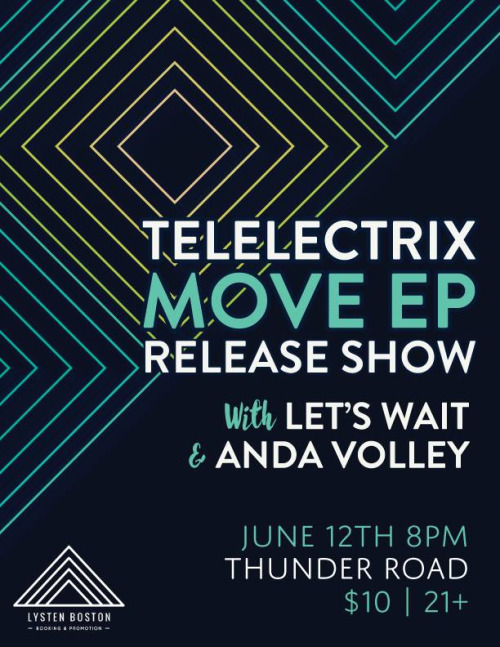 TELELECTRIX
MOVE EP
RELEASE SHOW
With LET'S WAIT
& ANDA VOLLEY
JUNE 12TH 8PM
THUNDER ROAD
$10 | 21+
LYSTEN BOSTON
– BOOKING & PROMOTION –